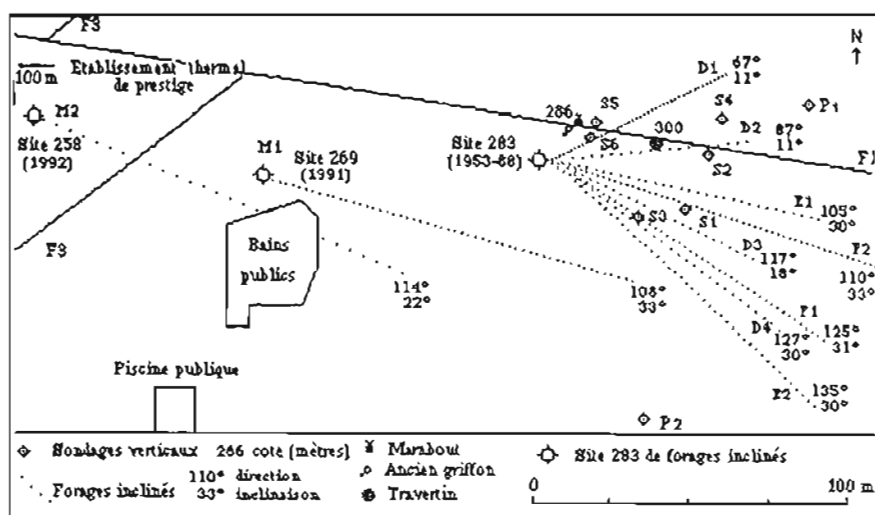 F3
N
100 m
Etablissement thermal
de prestige
M2
Site 258
(1992)
F3
M1
Site 269
(1991)
Bains
publics
114°
22°
108°
33°
Piscine publique
286
S5
S6
Site 283
(1953-88)
300
D1
67°
11°
S4
P1
D2
87°
11°
S2
F1
S3
S1
105°
30°
110°
33°
D3
117°
18°
125°
31°
D4
127°
30°
135°
30°
P2
Sondages verticaux
266 cote (mètres)
Marabout
Site 283 de forages inclinés
Forages inclinés
110° direction
33° inclinaison
Ancien griffon
Travertin
0
100 m